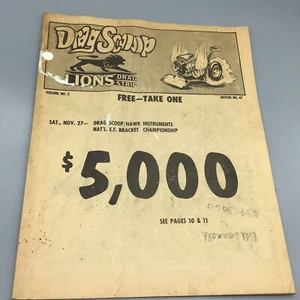 Drag Scoop
LIONS DRAG STRIP
VOLUME NO. 2
EDITION NO. 47
FREE—TAKE ONE
SAT., NOV. 27— DRAG SCOOP/HAWK INSTRUMENTS
NAT'L E.T. BRACKET CHAMPIONSHIP
$5,000
SEE PAGES 10 & 11